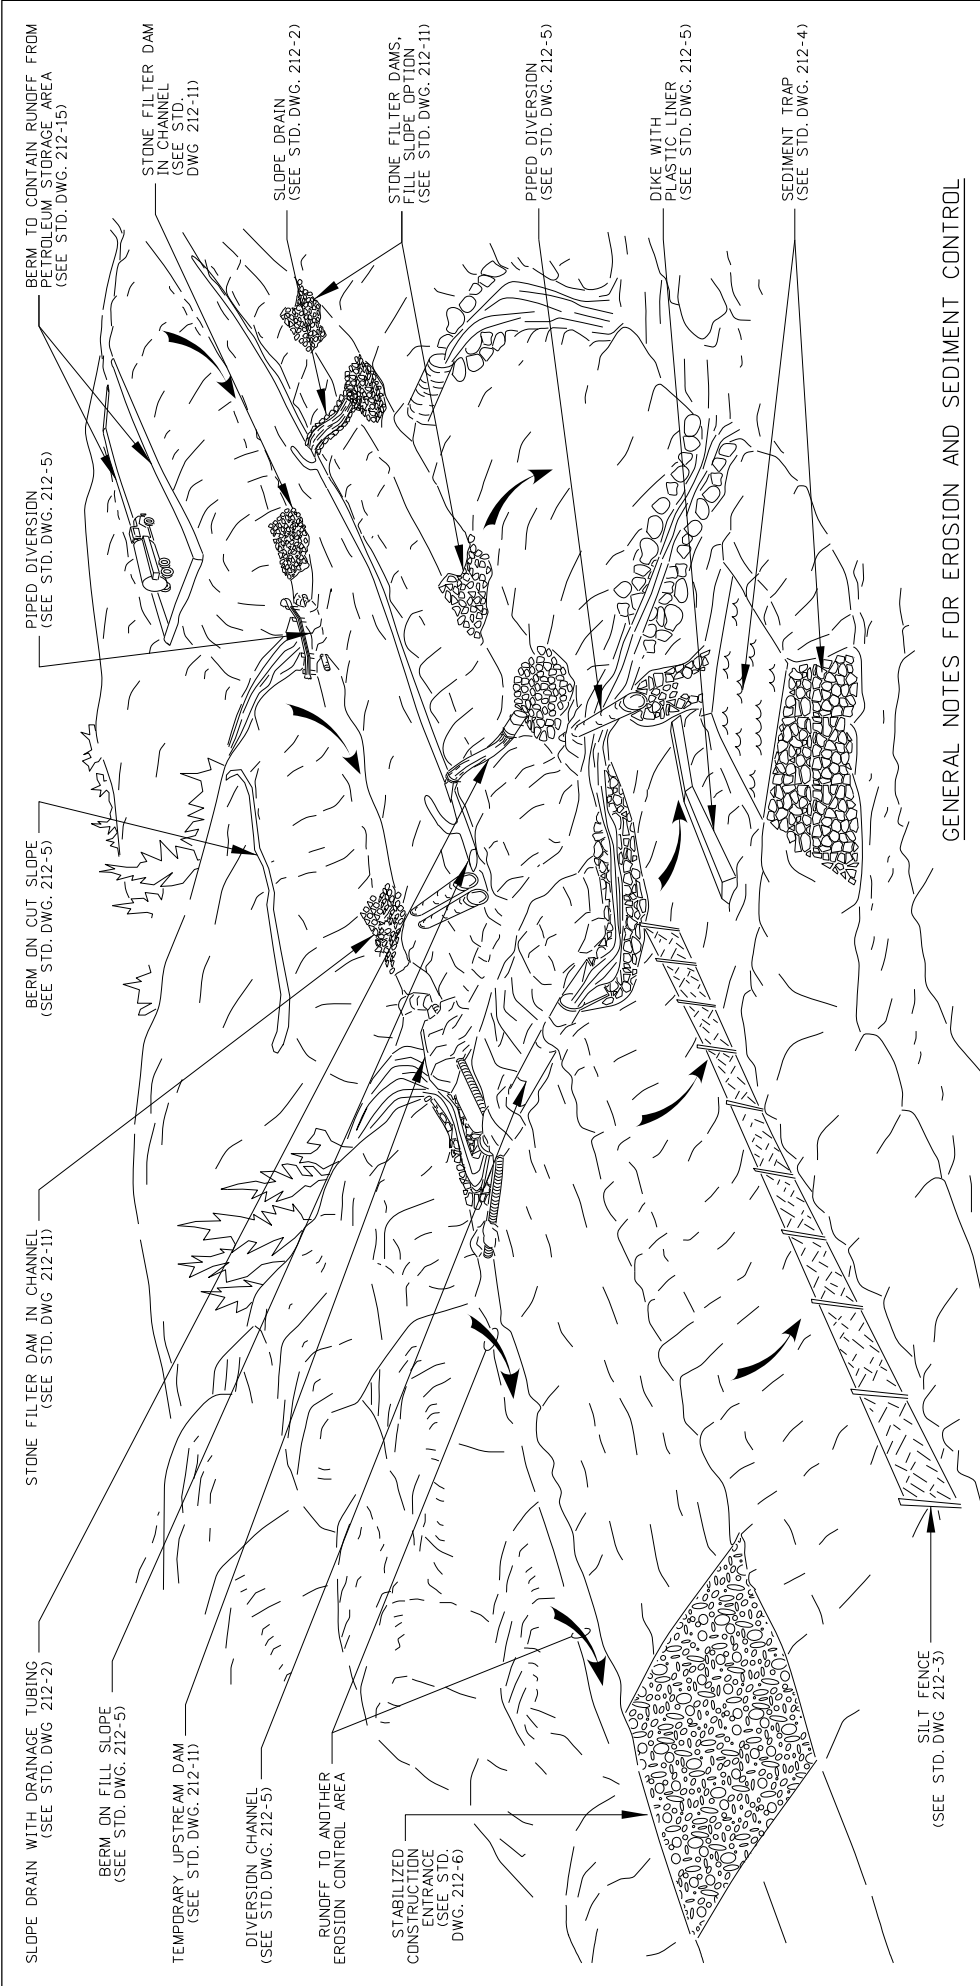 SLOPE DRAIN WITH DRAINAGE TUBING
(SEE STD. DWG 212-2)
STONE FILTER DAM IN CHANNEL
(SEE STD. DWG 212-11)
BERM ON CUT SLOPE
(SEE STD. DWG. 212-5)
PIPED DIVERSION
(SEE STD. DWG. 212-5)
BERM TO CONTAIN RUNOFF FROM
PETROLEUM STORAGE AREA
(SEE STD. DWG. 212-15)
BERM ON FILL SLOPE
(SEE STD. DWG. 212-5)
STONE FILTER DAM
IN CHANNEL
(SEE STD.
DWG 212-11)
TEMPORARY UPSTREAM DAM
(SEE STD. DWG. 212-11)
SLOPE DRAIN
(SEE STD. DWG. 212-2)
DIVERSION CHANNEL
(SEE STD. DWG. 212-5)
STONE FILTER DAMS,
FILL SLOPE OPTION
(SEE STD. DWG. 212-11)
RUNOFF TO ANOTHER
EROSION CONTROL AREA
PIPED DIVERSION
(SEE STD. DWG. 212-5)
STABILIZED
CONSTRUCTION
ENTRANCE
(SEE STD.
DWG. 212-6)
DIKE WITH
PLASTIC LINER
(SEE STD. DWG. 212-5)
SEDIMENT TRAP
(SEE STD. DWG. 212-4)
SILT FENCE
(SEE STD. DWG 212-3)
GENERAL NOTES FOR EROSION AND SEDIMENT CONTROL